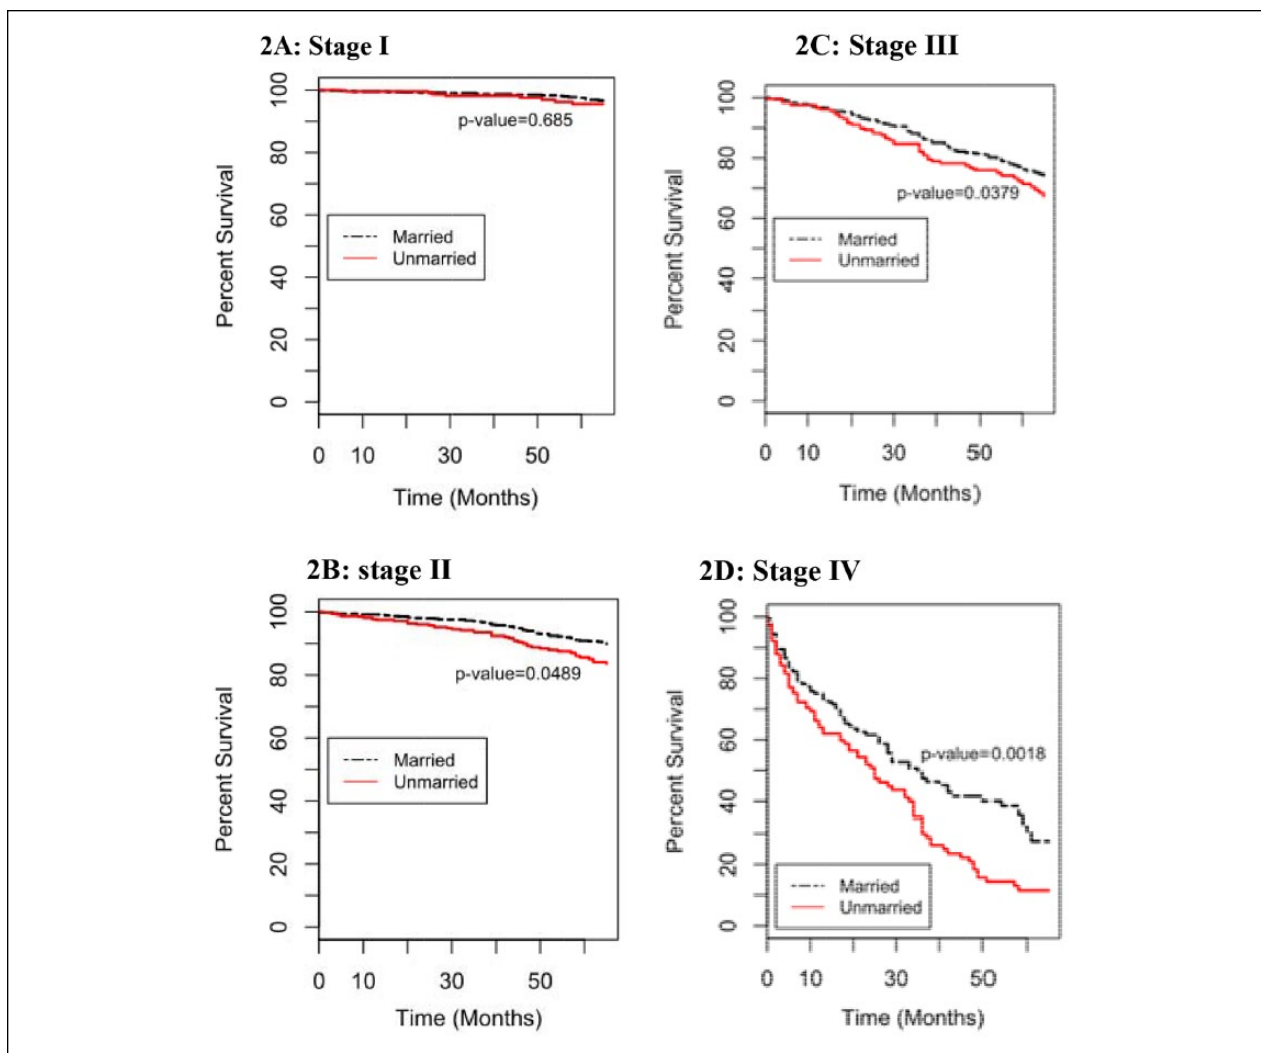 2A: Stage I
100
80
60
40
20
0
Percent Survival
p-value=0.685
Married
Unmarried
0 10 30 50
Time (Months)
2C: Stage III
100
80
60
40
20
0
Percent Survival
p-value=0.0379
Married
Unmarried
0 10 30 50
Time (Months)
2B: stage II
100
80
60
40
20
0
Percent Survival
p-value=0.0489
Married
Unmarried
0 10 30 50
Time (Months)
2D: Stage IV
100
80
60
40
20
0
Percent Survival
p-value=0.0018
Married
Unmarried
0 10 30 50
Time (Months)